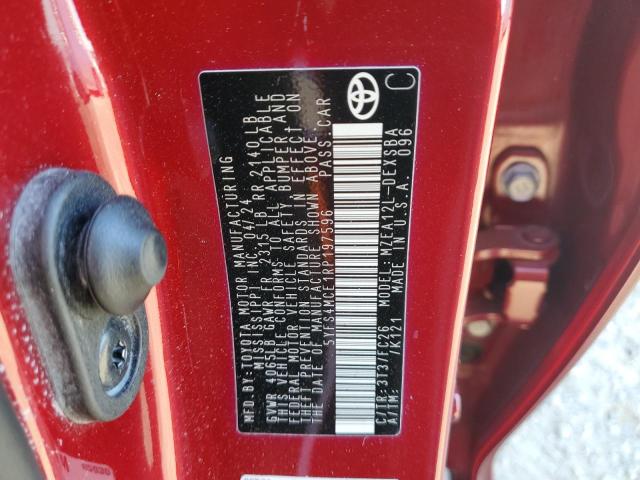 MFD.BY: TOYOTA MOTOR MANUFACTURING
MISSISSIPPI INC. 04/24
GVWR 4065LB GAWR FR 2315 LB RR 2140 LB
THIS VEHICLE CONFORMS TO ALL APPLICABLE
FEDERAL MOTOR VEHICLE SAFETY, BUMPER, AND
THEFT PREVENTION STANDARDS IN EFFECT ON
THE DATE OF MANUFACTURE SHOWN ABOVE.
5YFS4MCE1RP197596 PASS.CAR
C/TR:3T3/FC26 MZEA12L-DEXSBA
A/TM: /K121 MADE IN U.S.A. 096
C